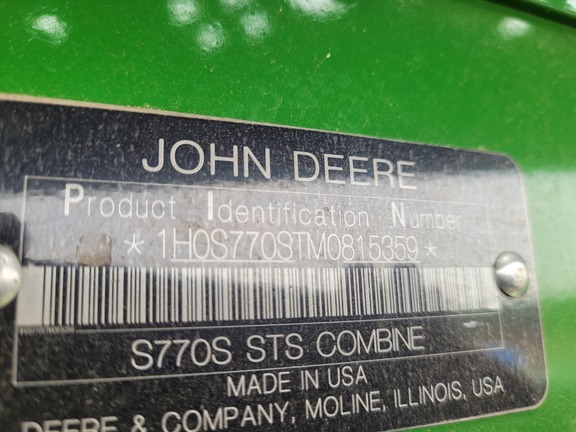 JOHN DEERE
Product Identification Number
*1H0S770STM0815359*
S770S STS COMBINE
MADE IN USA
DEERE & COMPANY, MOLINE, ILLINOIS, USA